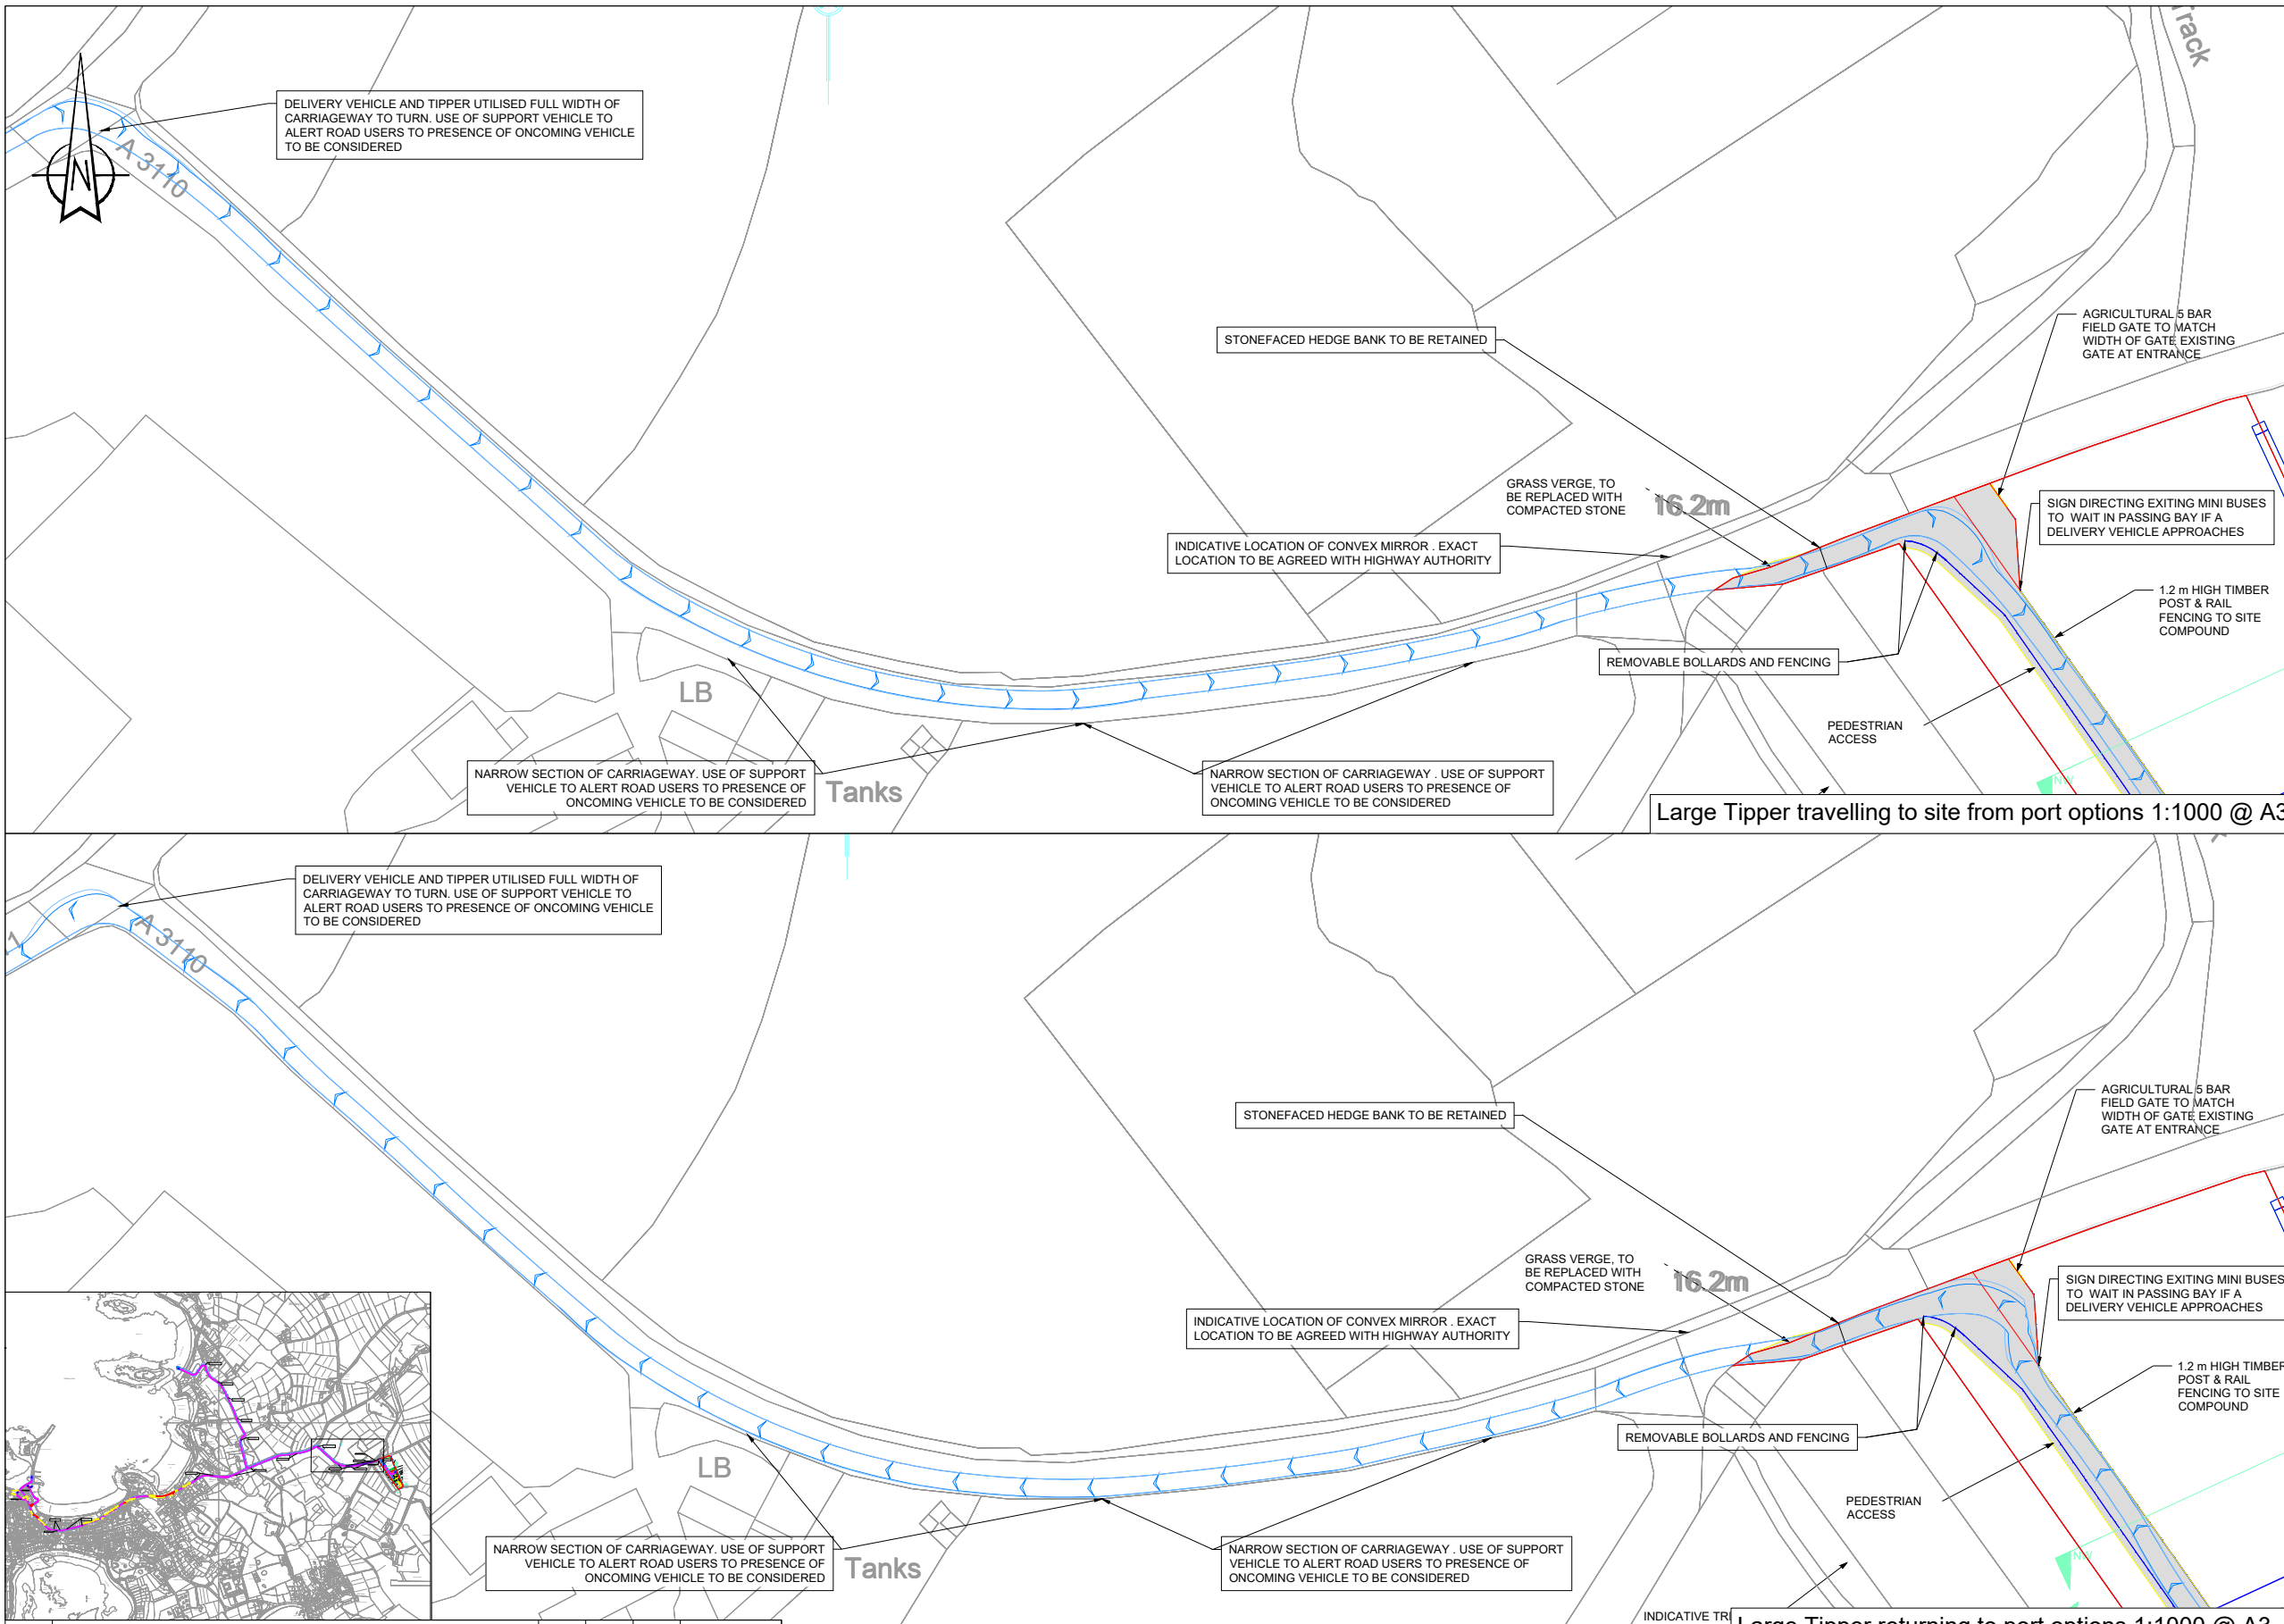 Track
DELIVERY VEHICLE AND TIPPER UTILISED FULL WIDTH OF
CARRIAGEWAY TO TURN. USE OF SUPPORT VEHICLE TO
ALERT ROAD USERS TO PRESENCE OF ONCOMING VEHICLE
TO BE CONSIDERED
A 3110
N
STONEFACED HEDGE BANK TO BE RETAINED
AGRICULTURAL 5 BAR
FIELD GATE TO MATCH
WIDTH OF GATE EXISTING
GATE AT ENTRANCE
GRASS VERGE, TO
BE REPLACED WITH
COMPACTED STONE
16.2m
SIGN DIRECTING EXITING MINI BUSES
TO WAIT IN PASSING BAY IF A
DELIVERY VEHICLE APPROACHES
INDICATIVE LOCATION OF CONVEX MIRROR . EXACT
LOCATION TO BE AGREED WITH HIGHWAY AUTHORITY
1.2 m HIGH TIMBER
POST & RAIL
FENCING TO SITE
COMPOUND
REMOVABLE BOLLARDS AND FENCING
LB
PEDESTRIAN
ACCESS
NARROW SECTION OF CARRIAGEWAY. USE OF SUPPORT
VEHICLE TO ALERT ROAD USERS TO PRESENCE OF
ONCOMING VEHICLE TO BE CONSIDERED
Tanks
NARROW SECTION OF CARRIAGEWAY . USE OF SUPPORT
VEHICLE TO ALERT ROAD USERS TO PRESENCE OF
ONCOMING VEHICLE TO BE CONSIDERED
NW
Large Tipper travelling to site from port options 1:1000 @ A3
DELIVERY VEHICLE AND TIPPER UTILISED FULL WIDTH OF
CARRIAGEWAY TO TURN. USE OF SUPPORT VEHICLE TO
ALERT ROAD USERS TO PRESENCE OF ONCOMING VEHICLE
TO BE CONSIDERED
A 3110
STONEFACED HEDGE BANK TO BE RETAINED
AGRICULTURAL 5 BAR
FIELD GATE TO MATCH
WIDTH OF GATE EXISTING
GATE AT ENTRANCE
GRASS VERGE, TO
BE REPLACED WITH
COMPACTED STONE
16.2m
SIGN DIRECTING EXITING MINI BUSES
TO WAIT IN PASSING BAY IF A
DELIVERY VEHICLE APPROACHES
INDICATIVE LOCATION OF CONVEX MIRROR . EXACT
LOCATION TO BE AGREED WITH HIGHWAY AUTHORITY
1.2 m HIGH TIMBER
POST & RAIL
FENCING TO SITE
COMPOUND
REMOVABLE BOLLARDS AND FENCING
LB
PEDESTRIAN
ACCESS
NARROW SECTION OF CARRIAGEWAY. USE OF SUPPORT
VEHICLE TO ALERT ROAD USERS TO PRESENCE OF
ONCOMING VEHICLE TO BE CONSIDERED
Tanks
NARROW SECTION OF CARRIAGEWAY . USE OF SUPPORT
VEHICLE TO ALERT ROAD USERS TO PRESENCE OF
ONCOMING VEHICLE TO BE CONSIDERED
NW
INDICATIVE
Large Tipper returning to port options 1:1000 @ A3